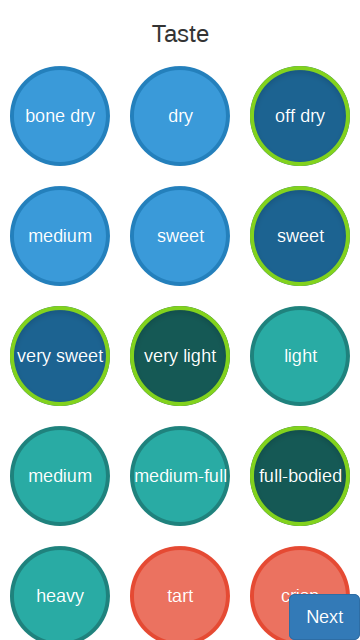 Taste
bone dry
dry
off dry
medium
sweet
sweet
very sweet
very light
light
medium
medium-full
full-bodied
heavy
tart
Next